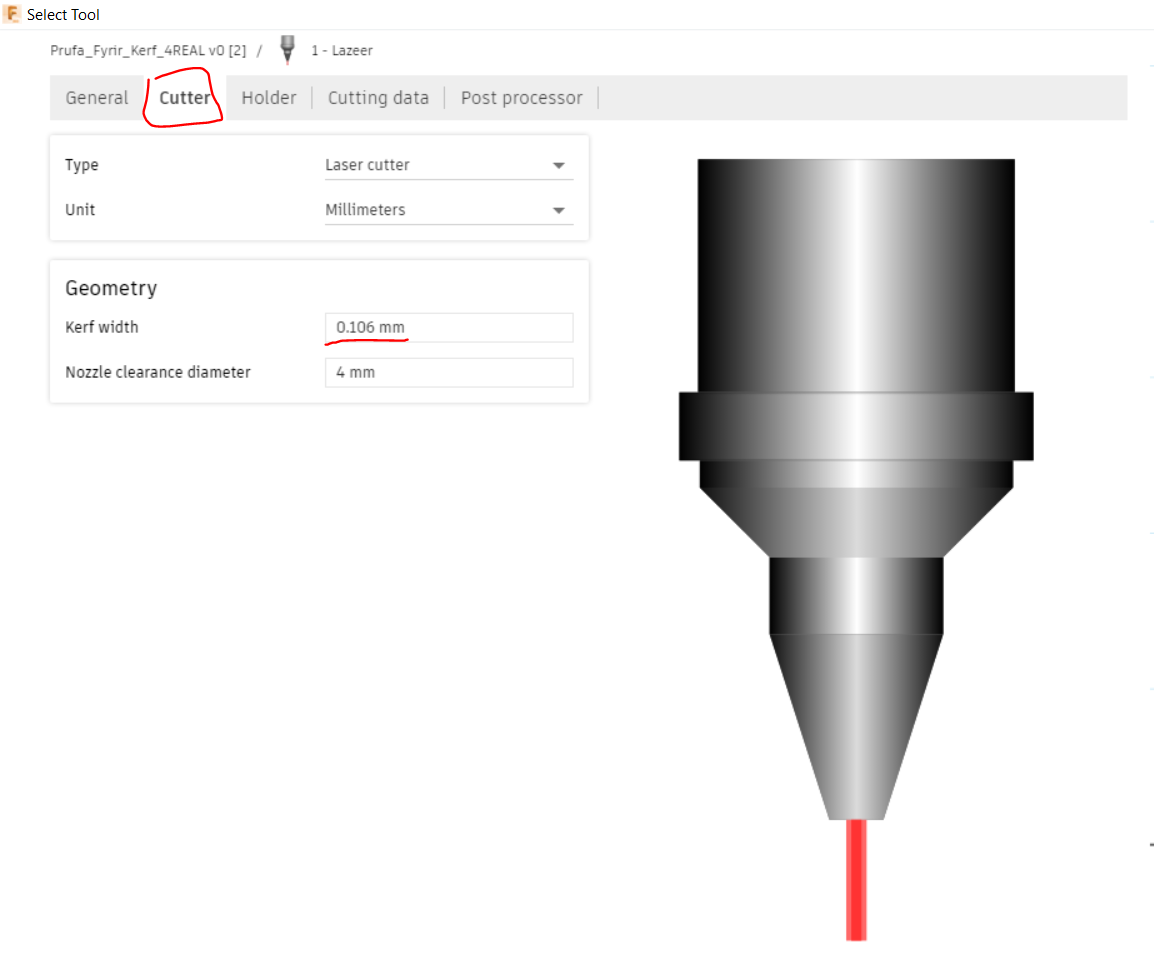 Select Tool
Prufa_Fyrir_Kerf_4REAL v0 [2] / 1 - Lazeer
General Cutter Holder Cutting data Post processor
Type Laser cutter
Unit Millimeters
Geometry
Kerf width 0.106 mm
Nozzle clearance diameter 4 mm